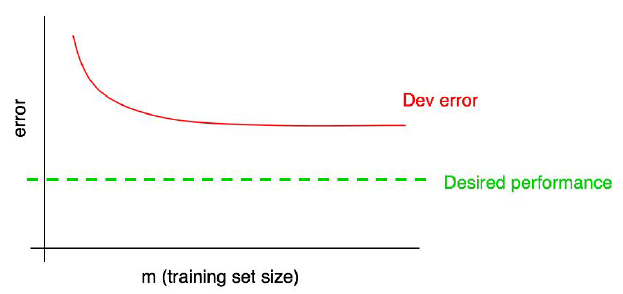 error
Dev error
Desired performance
m (training set size)